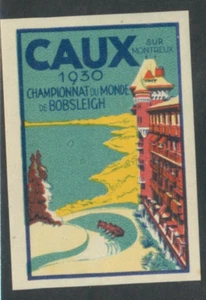 CAUX
SUR
MONTREUX
1930
CHAMPIONNAT DU MONDE
DE BOBSLEIGH